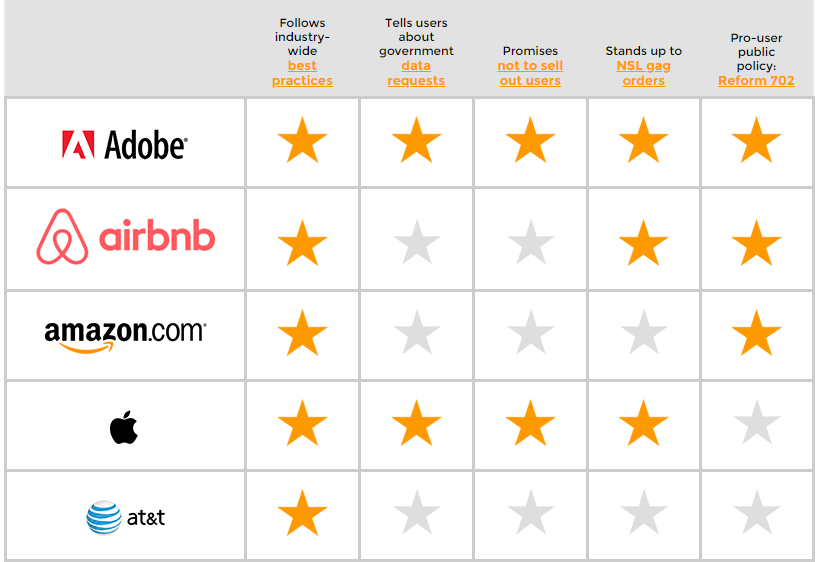 Follows
industry-
wide
best
practices
Tells users
about
government
data
requests
Promises
not to sell
out users
Stands up to
NSL gag
orders
Pro-user
public
policy:
Reform 702
Adobe®
airbnb
amazon.com®
at&t